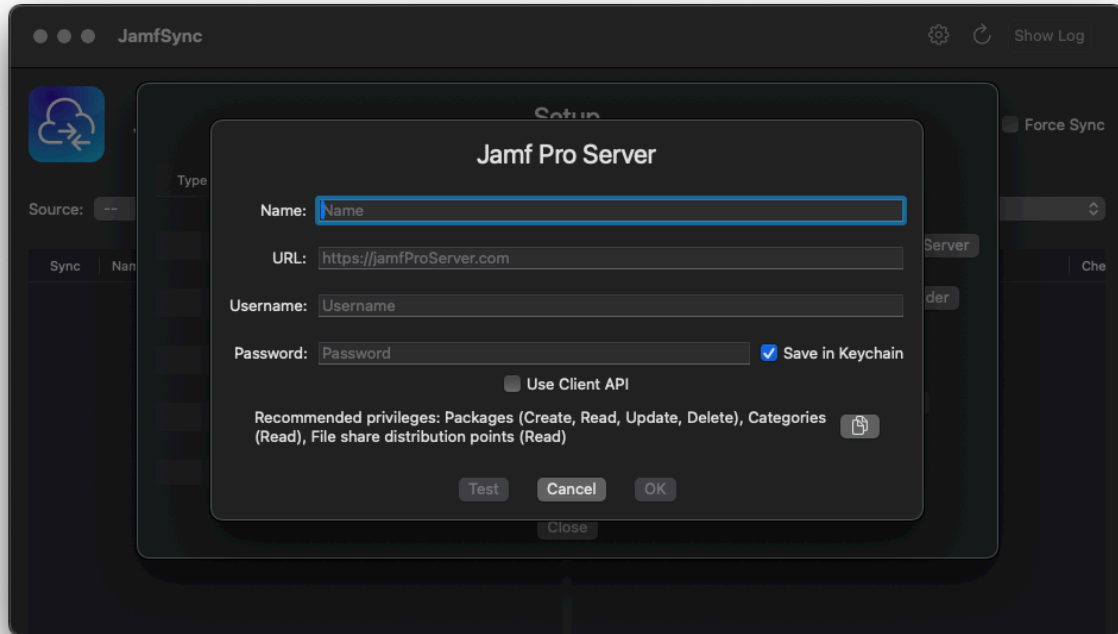 JamfSync
Show Log
Setup
Force Sync
Jamf Pro Server
Type
Source: --
Name: Name
URL: https://jamfProServer.com
Server
Sync
Che
Username: Username
Password: Password
Save in Keychain
Use Client API
Recommended privileges: Packages (Create, Read, Update, Delete), Categories
(Read), File share distribution points (Read)
Test
Cancel
OK
Close